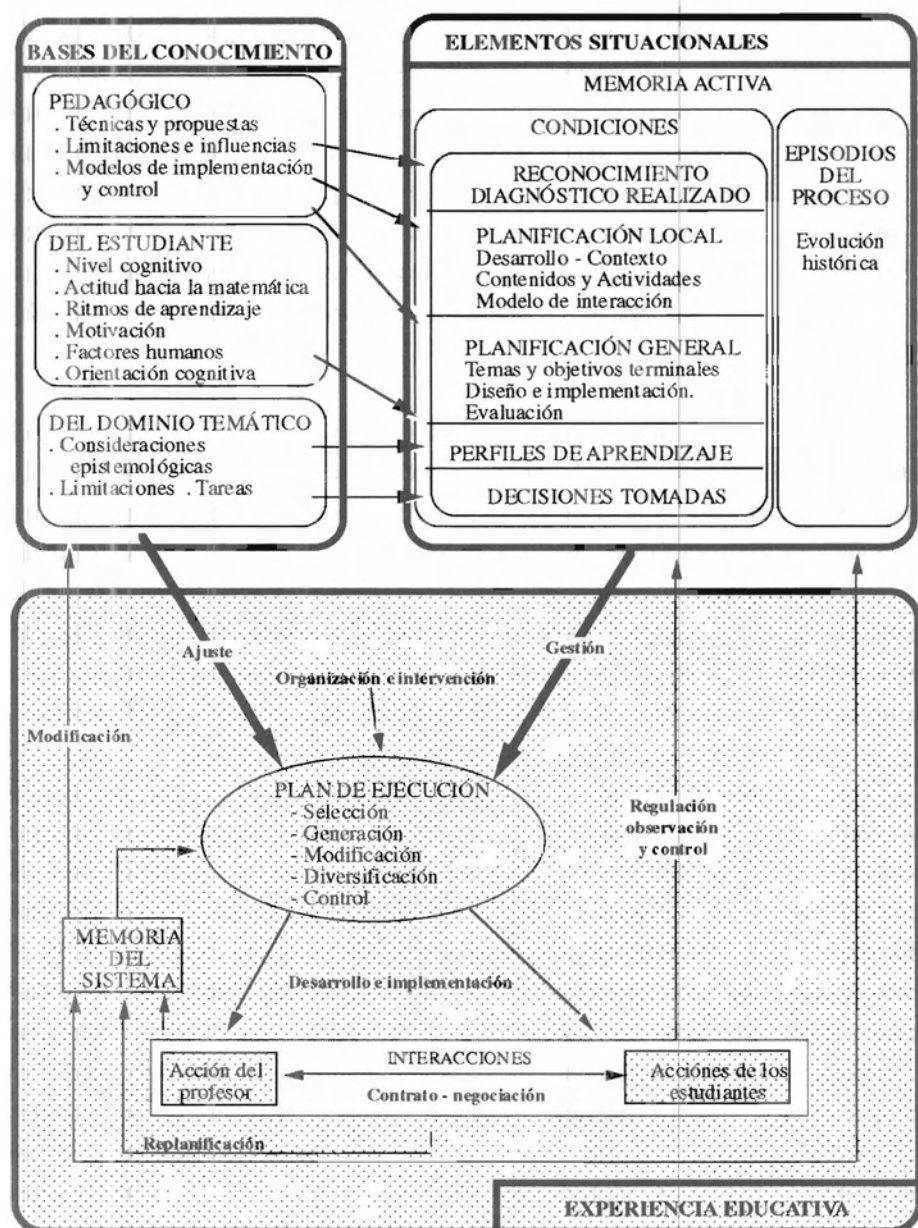 BASES DEL CONOCIMIENTO
PEDAGÓGICO
. Técnicas y propuestas
. Limitaciones e influencias
. Modelos de implementación
y control
DEL ESTUDIANTE
. Nivel cognitivo
. Actitud hacia la matemática
. Ritmos de aprendizaje
. Motivación
. Factores humanos
. Orientación cognitiva
DEL DOMINIO TEMÁTICO
. Consideraciones
epistemológicas
. Limitaciones . Tareas
ELEMENTOS SITUACIONALES
MEMORIA ACTIVA
CONDICIONES
RECONOCIMIENTO
DIAGNÓSTICO REALIZADO
PLANIFICACIÓN LOCAL
Desarrollo - Contexto
Contenidos y Actividades
Modelo de interacción
PLANIFICACIÓN GENERAL
Temas y objetivos terminales
Diseño e implementación.
Evaluación
PERFILES DE APRENDIZAJE
DECISIONES TOMADAS
EPISODIOS
DEL
PROCESO
Evolución
histórica
Ajuste
Gestión
Organización e intervención
Modificación
PLAN DE EJECUCIÓN
- Selección
- Generación
- Modificación
- Diversificación
- Control
Regulación
observación
y control
MEMORIA
DEL
SISTEMA
Desarrollo e implementación
INTERACCIONES
Acción del
profesor
Contrato - negociación
Acciónes de los
estudiantes
Replanificación
EXPERIENCIA EDUCATIVA